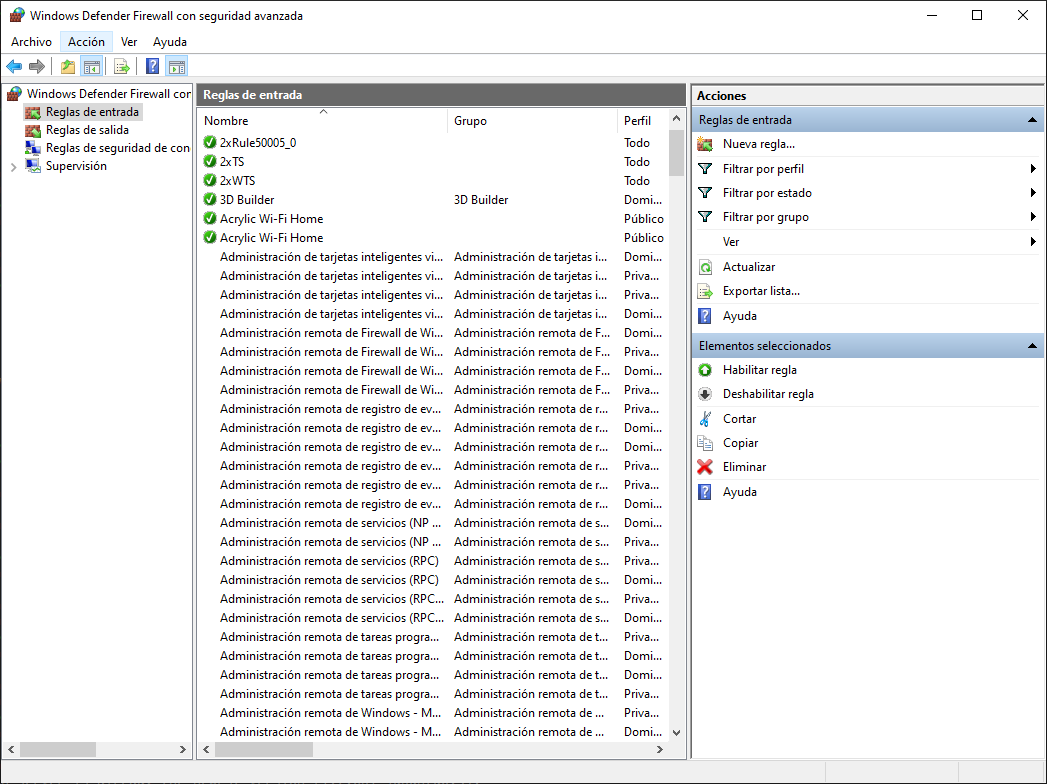 Windows Defender Firewall con seguridad avanzada
Archivo Acción Ver Ayuda
Windows Defender Firewall con
Reglas de entrada
Reglas de salida
Reglas de seguridad de con
Supervisión
Reglas de entrada
Nombre Grupo Perfil
2xRule50005_0 Todo
2xTS Todo
2xWTS Todo
3D Builder 3D Builder Domi...
Acrylic Wi-Fi Home Público
Acrylic Wi-Fi Home Público
Administración de tarjetas inteligentes vi... Administración de tarjetas i... Domi...
Administración de tarjetas inteligentes vi... Administración de tarjetas i... Priva...
Administración de tarjetas inteligentes vi... Administración de tarjetas i... Priva...
Administración de tarjetas inteligentes vi... Administración de tarjetas i... Domi...
Administración remota de Firewall de Wi... Administración remota de F... Domi...
Administración remota de Firewall de Wi... Administración remota de F... Priva...
Administración remota de Firewall de Wi... Administración remota de F... Domi...
Administración remota de Firewall de Wi... Administración remota de F... Priva...
Administración remota de registro de ev... Administración remota de r... Priva...
Administración remota de registro de ev... Administración remota de r... Domi...
Administración remota de registro de ev... Administración remota de r... Domi...
Administración remota de registro de ev... Administración remota de r... Priva...
Administración remota de registro de ev... Administración remota de r... Priva...
Administración remota de registro de ev... Administración remota de r... Domi...
Administración remota de servicios (NP ... Administración remota de s... Domi...
Administración remota de servicios (NP ... Administración remota de s... Priva...
Administración remota de servicios (RPC) Administración remota de s... Priva...
Administración remota de servicios (RPC) Administración remota de s... Domi...
Administración remota de servicios (RPC... Administración remota de s... Priva...
Administración remota de servicios (RPC... Administración remota de s... Domi...
Administración remota de tareas progra... Administración remota de t... Priva...
Administración remota de tareas progra... Administración remota de t... Domi...
Administración remota de tareas progra... Administración remota de t... Domi...
Administración remota de tareas progra... Administración remota de t... Priva...
Administración remota de Windows - M... Administración remota de ... Priva...
Administración remota de Windows - M... Administración remota de ... Domi...
Acciones
Reglas de entrada
Nueva regla...
Filtrar por perfil
Filtrar por estado
Filtrar por grupo
Ver
Actualizar
Exportar lista...
Ayuda
Elementos seleccionados
Habilitar regla
Deshabilitar regla
Cortar
Copiar
Eliminar
Ayuda